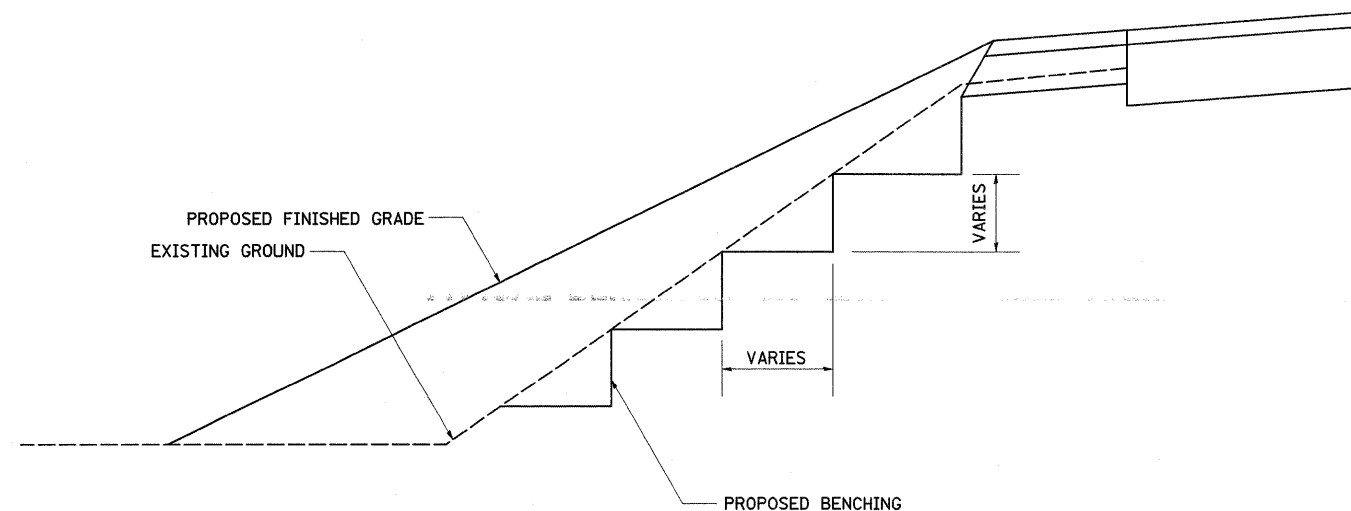 PROPOSED FINISHED GRADE
EXISTING GROUND
VARIES
VARIES
PROPOSED BENCHING